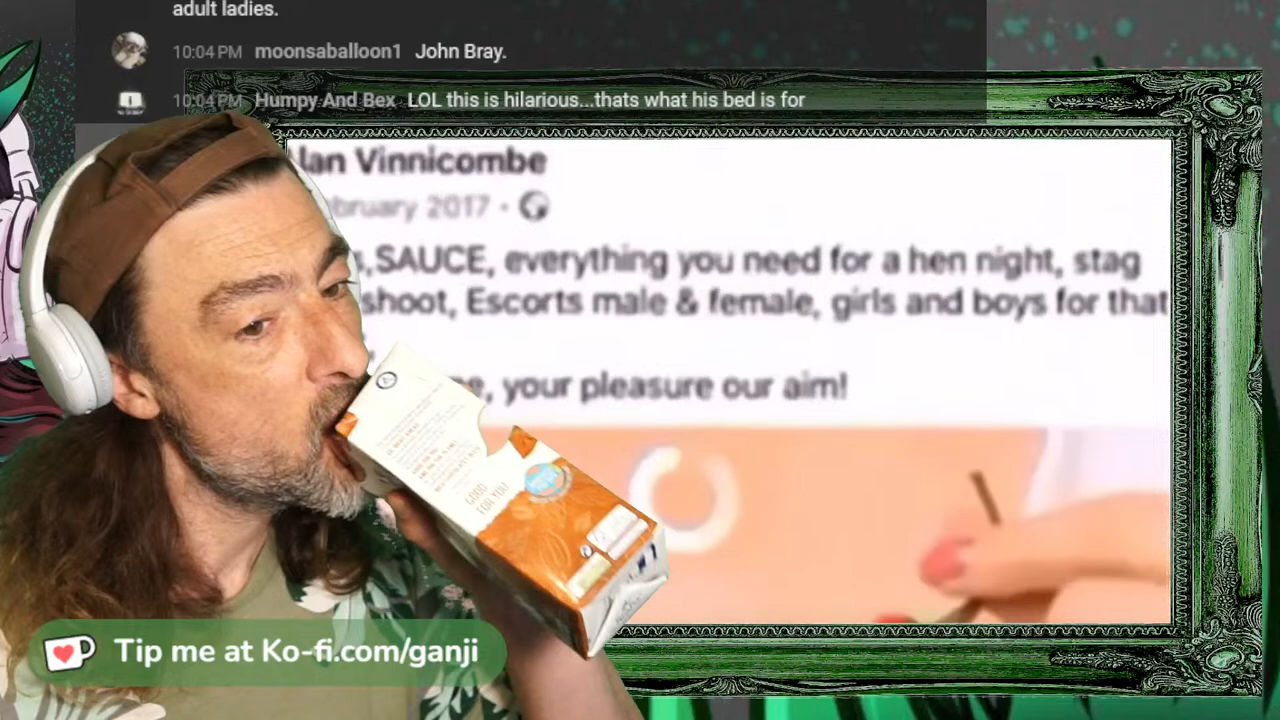 adult ladies.
10:04 PM moonsaballoon1 John Bray.
10:04 PM Humpy And Bex LOL this is hilarious...thats what his bed is for
lan Vinnicombe
bruary 2017 ·
, SAUCE, everything you need for a hen night, stag
shoot, Escorts male & female, girls and boys for that
e, your pleasure our aim!
GOOD
FOR YOU!
Tip me at Ko-fi.com/ganji